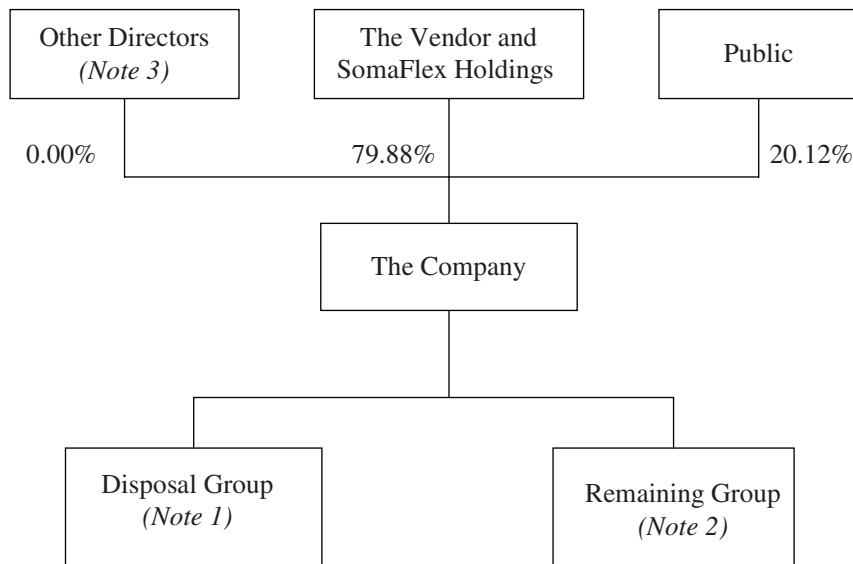 Other Directors
(Note 3)
The Vendor and
SomaFlex Holdings
Public
0.00%
79.88%
20.12%
The Company
Disposal Group
(Note 1)
Remaining Group
(Note 2)